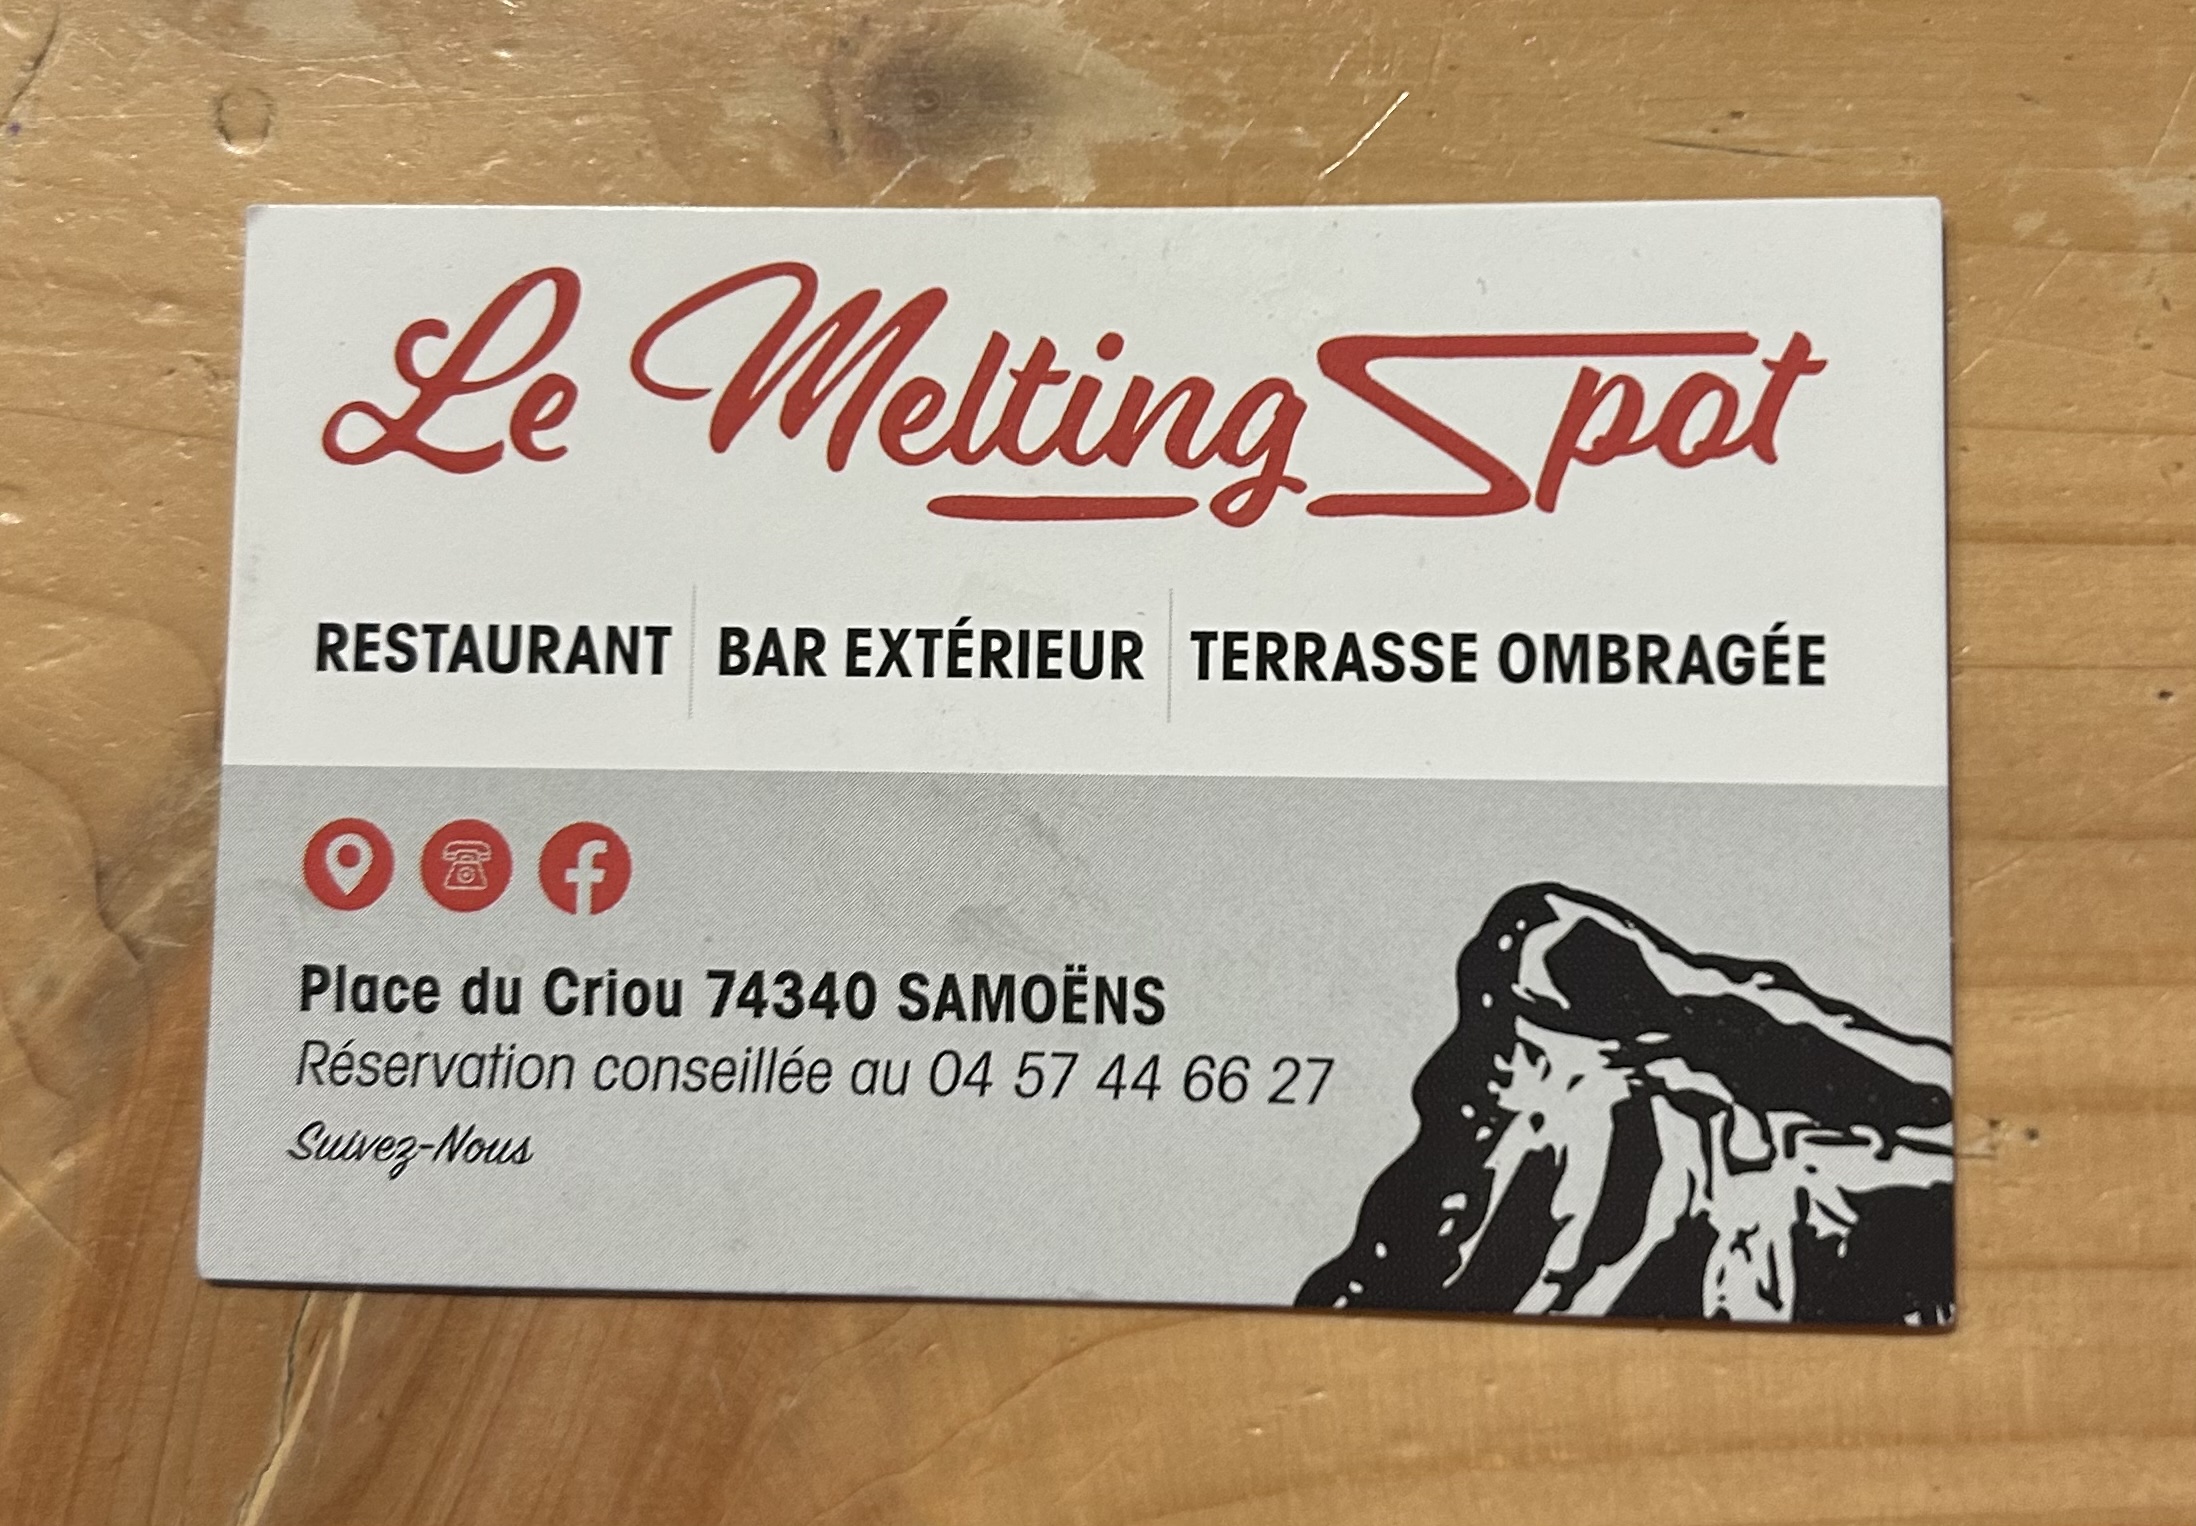 Le Melting Spot
RESTAURANT BAR EXTÉRIEUR TERRASSE OMBRAGÉE
Place du Criou 74340 SAMOËNS
Réservation conseillée au 04 57 44 66 27
Suivez-Nous